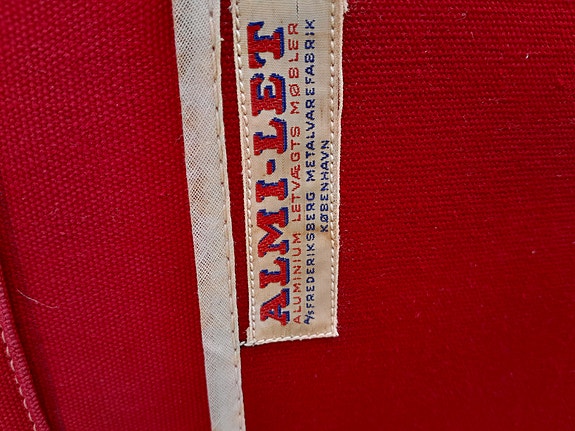 ALMI-LET
ALUMINIUM LETVÆGTS MØBLER
A/S FREDERIKSBERG METALVAREFABRIK
KØBENHAVN